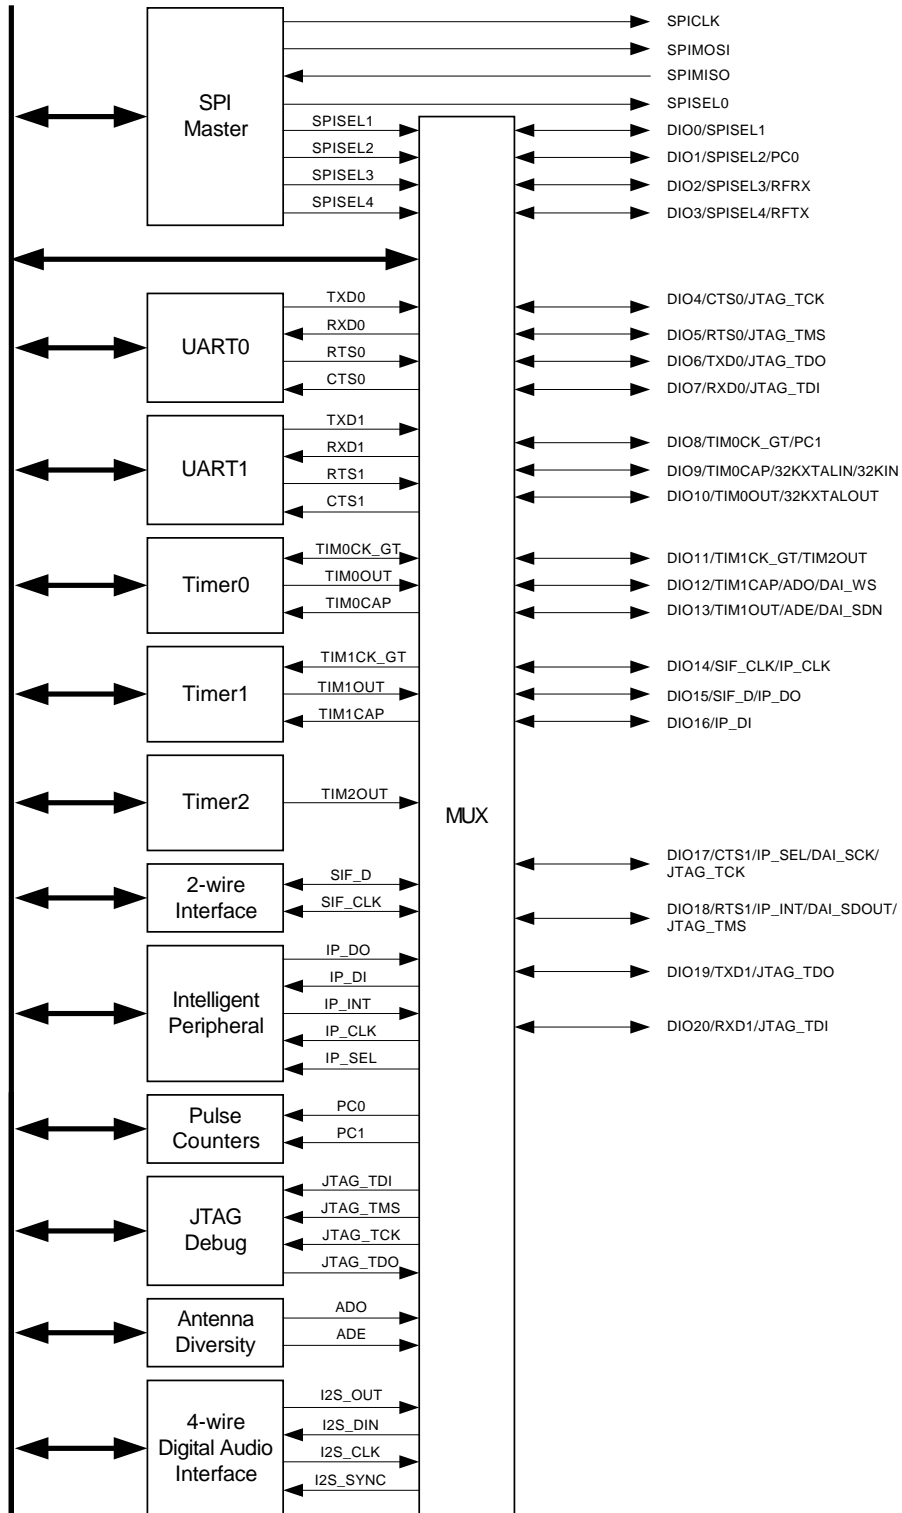 SPICLK
SPIMOSI
SPIMISO
SPISEL0
SPI
Master
SPISEL1
SPISEL2
SPISEL3
SPISEL4
DIO0/SPISEL1
DIO1/SPISEL2/PC0
DIO2/SPISEL3/RFRX
DIO3/SPISEL4/RFTX
UART0
TXD0
RXD0
RTS0
CTS0
DIO4/CTS0/JTAG_TCK
DIO5/RTS0/JTAG_TMS
DIO6/TXD0/JTAG_TDO
DIO7/RXD0/JTAG_TDI
UART1
TXD1
RXD1
RTS1
CTS1
DIO8/TIM0CK_GT/PC1
DIO9/TIM0CAP/32KXTALIN/32KIN
DIO10/TIM0OUT/32KXTALOUT
Timer0
TIM0CK_GT
TIM0OUT
TIM0CAP
DIO11/TIM1CK_GT/TIM2OUT
DIO12/TIM1CAP/ADO/DAI_WS
DIO13/TIM1OUT/ADE/DAI_SDN
Timer1
TIM1CK_GT
TIM1OUT
TIM1CAP
DIO14/SIF_CLK/IP_CLK
DIO15/SIF_D/IP_DO
DIO16/IP_DI
Timer2
TIM2OUT
MUX
DIO17/CTS1/IP_SEL/DAI_SCK/
JTAG_TCK
2-wire
Interface
SIF_D
SIF_CLK
DIO18/RTS1/IP_INT/DAI_SDOUT/
JTAG_TMS
Intelligent
Peripheral
IP_DO
IP_DI
IP_INT
IP_CLK
IP_SEL
DIO19/TXD1/JTAG_TDO
DIO20/RXD1/JTAG_TDI
Pulse
Counters
PC0
PC1
JTAG
Debug
JTAG_TDI
JTAG_TMS
JTAG_TCK
JTAG_TDO
Antenna
Diversity
ADO
ADE
4-wire
Digital Audio
Interface
I2S_OUT
I2S_DIN
I2S_CLK
I2S_SYNC